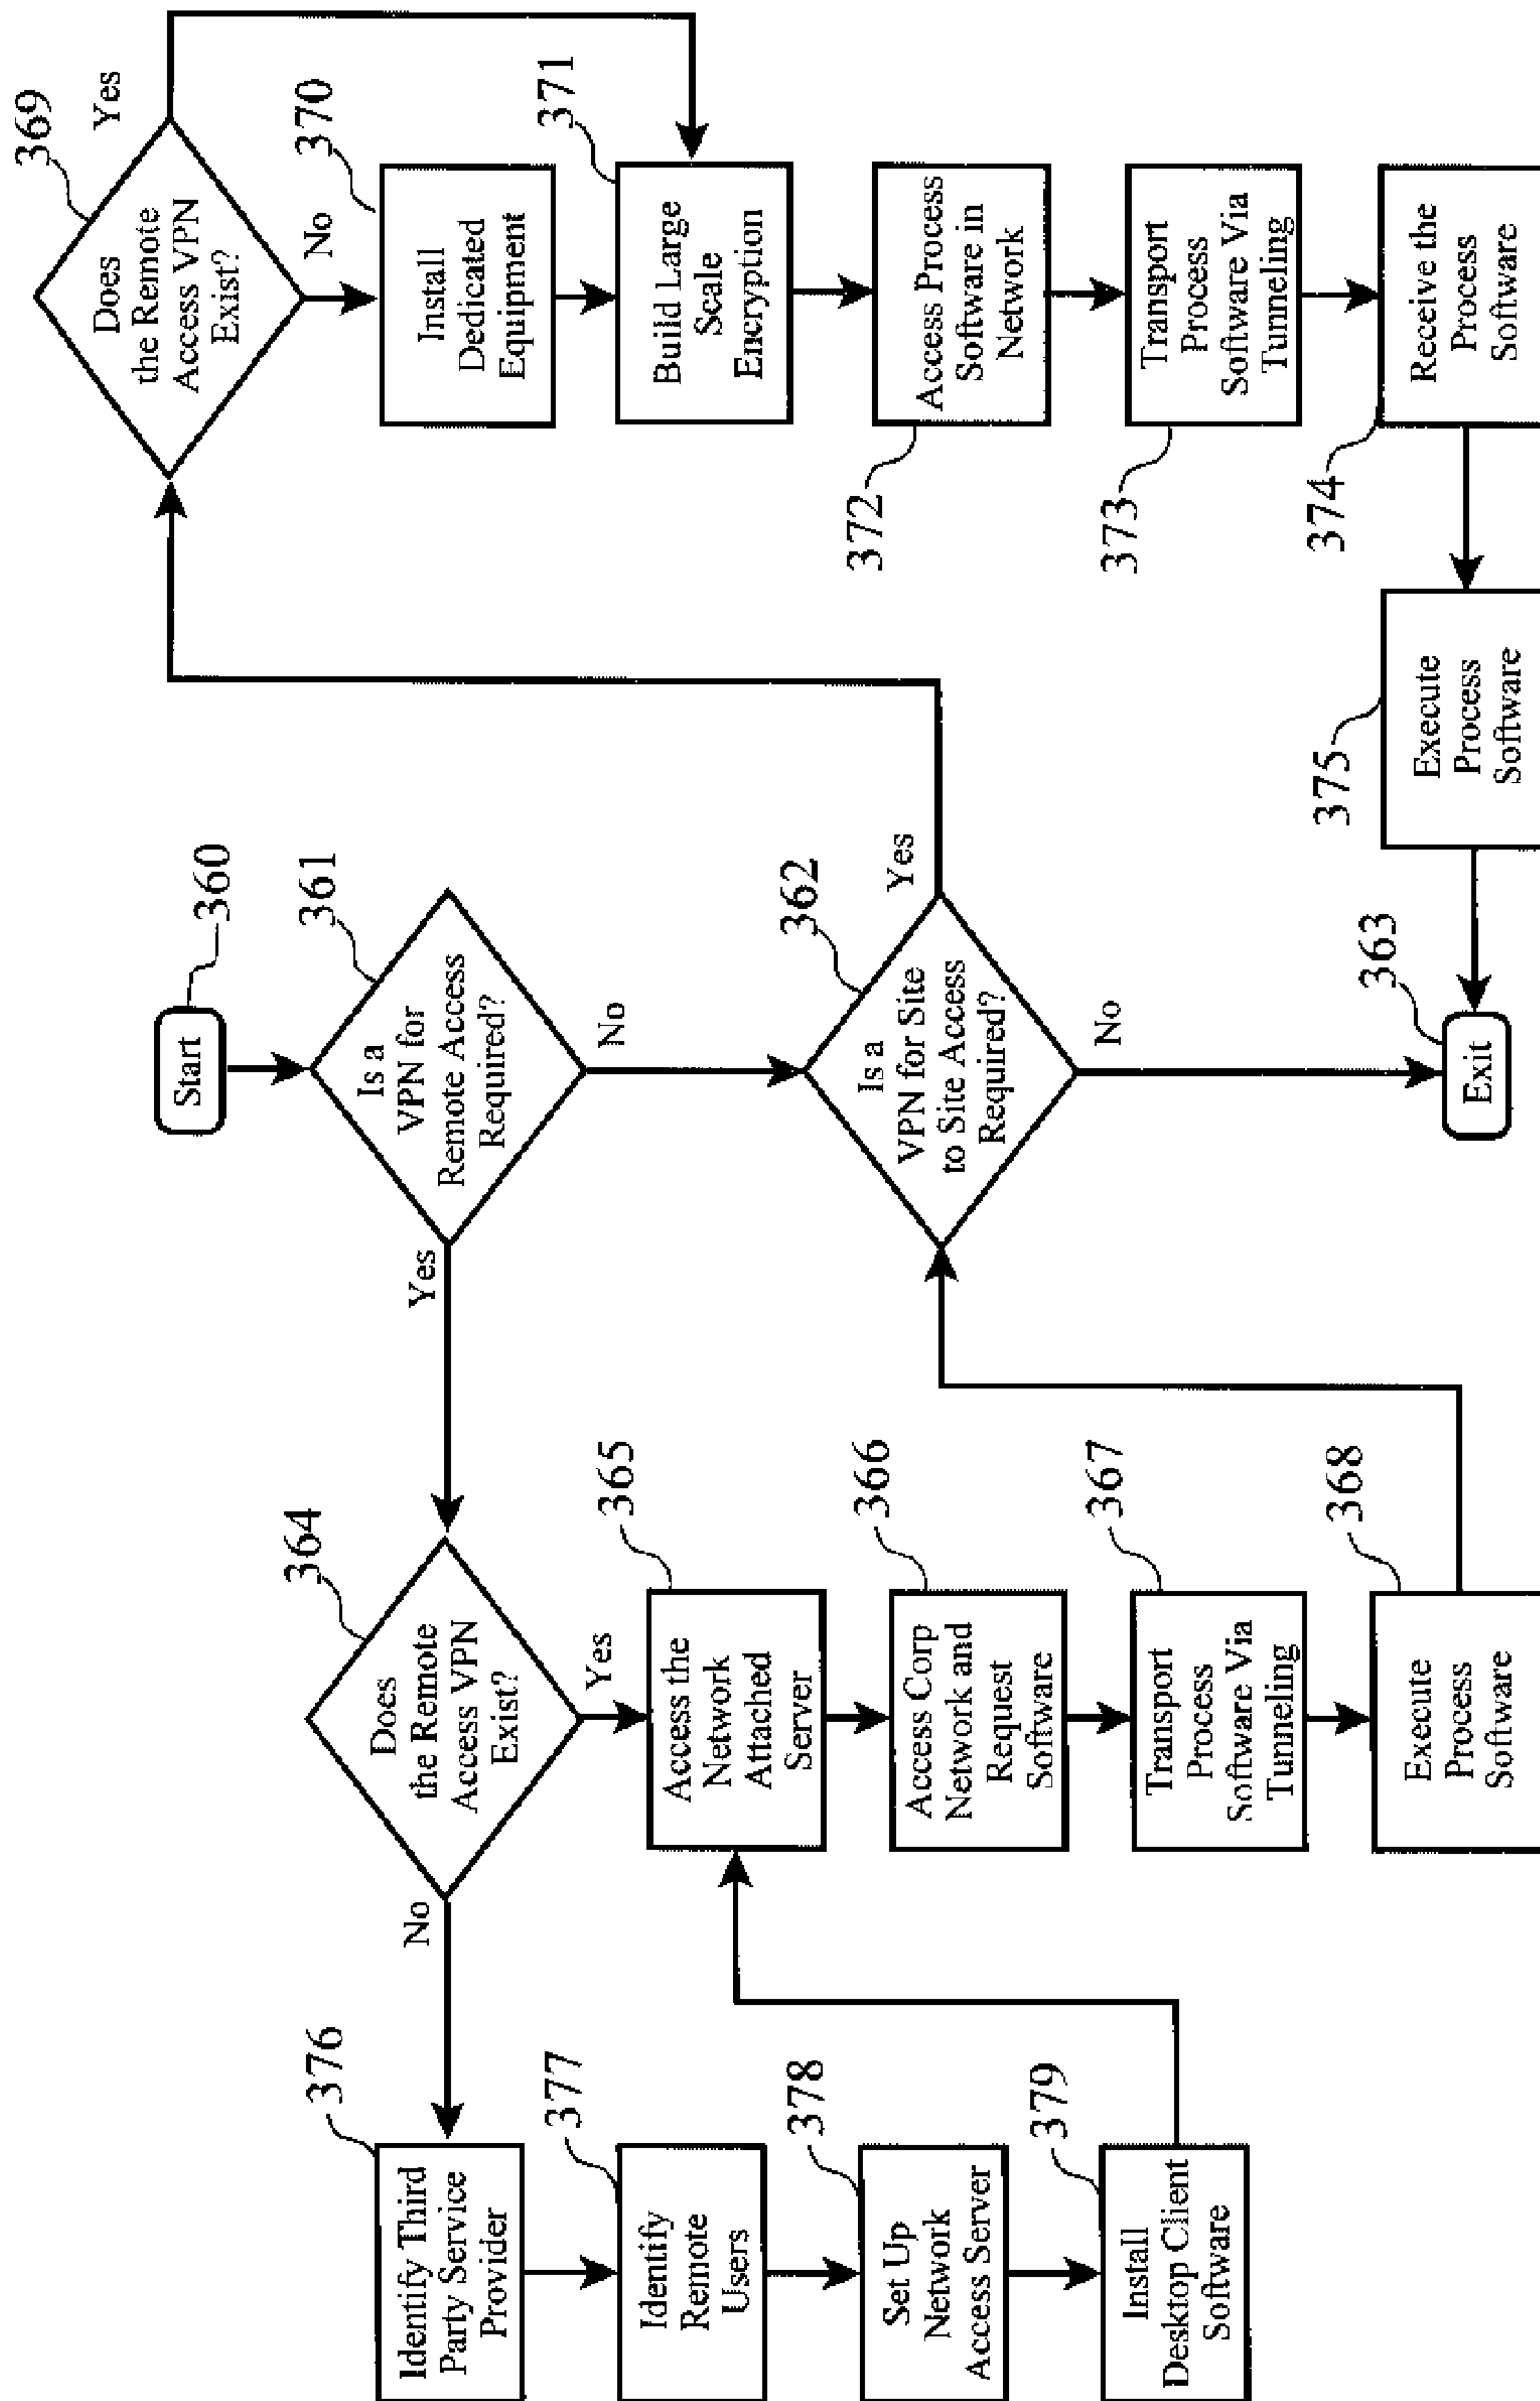 Start
360
Is a
VPN for
Remote Access
Required?
361
Yes
No
Is a
VPN for Site
to Site Access
Required?
362
Yes
No
Exit
363
Does
the Remote
Access VPN
Exist?
364
No
Yes
Access the
Network
Attached
Server
365
Access Corp
Network and
Request
Software
366
Transport
Process
Software Via
Tunneling
367
Execute
Process
Software
368
Identify Third
Party Service
Provider
376
Identify
Remote
Users
377
Set Up
Network
Access Server
378
Install
Desktop Client
Software
379
Does
the Remote
Access VPN
Exist?
369
Yes
No
Install
Dedicated
Equipment
370
Build Large
Scale
Encryption
371
Access Process
Software in
Network
372
Transport
Process
Software Via
Tunneling
373
Receive the
Process
Software
374
Execute
Process
Software
375